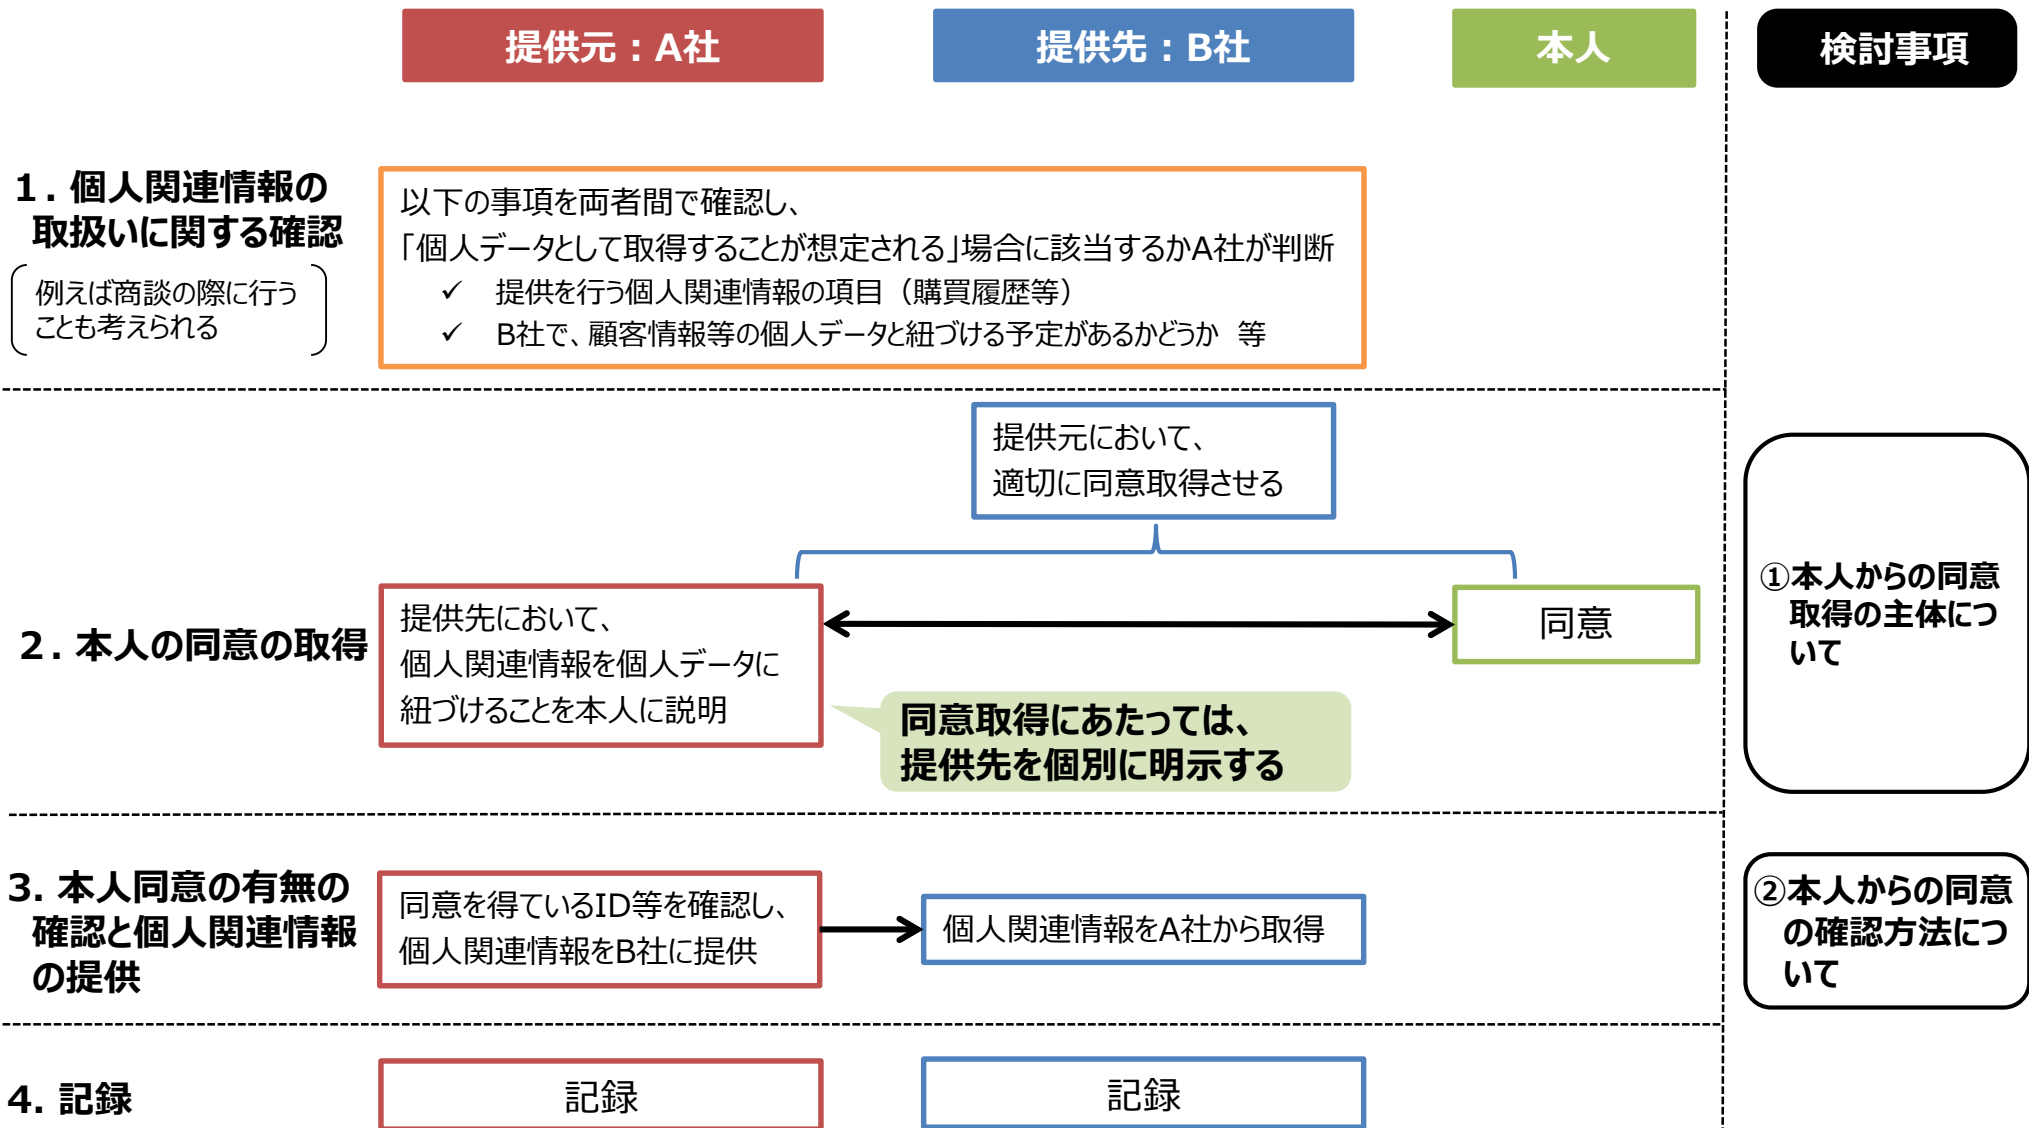 提供元：A社
提供先：B社
本人
検討事項
１. 個人関連情報の
取扱いに関する確認
例えば商談の際に行う
ことも考えられる
以下の事項を両者間で確認し、
「個人データとして取得することが想定される」場合に該当するかA社が判断
✓ 提供を行う個人関連情報の項目（購買履歴等）
✓ B社で、顧客情報等の個人データと紐づける予定があるかどうか 等
提供元において、
適切に同意取得させる
２. 本人の同意の取得
提供先において、
個人関連情報を個人データに
紐づけることを本人に説明
同意
同意取得にあたっては、
提供先を個別に明示する
①本人からの同意
取得の主体につ
いて
3. 本人同意の有無の
確認と個人関連情報
の提供
同意を得ているID等を確認し、
個人関連情報をB社に提供
個人関連情報をA社から取得
②本人からの同意
の確認方法につ
いて
4. 記録
記録
記録